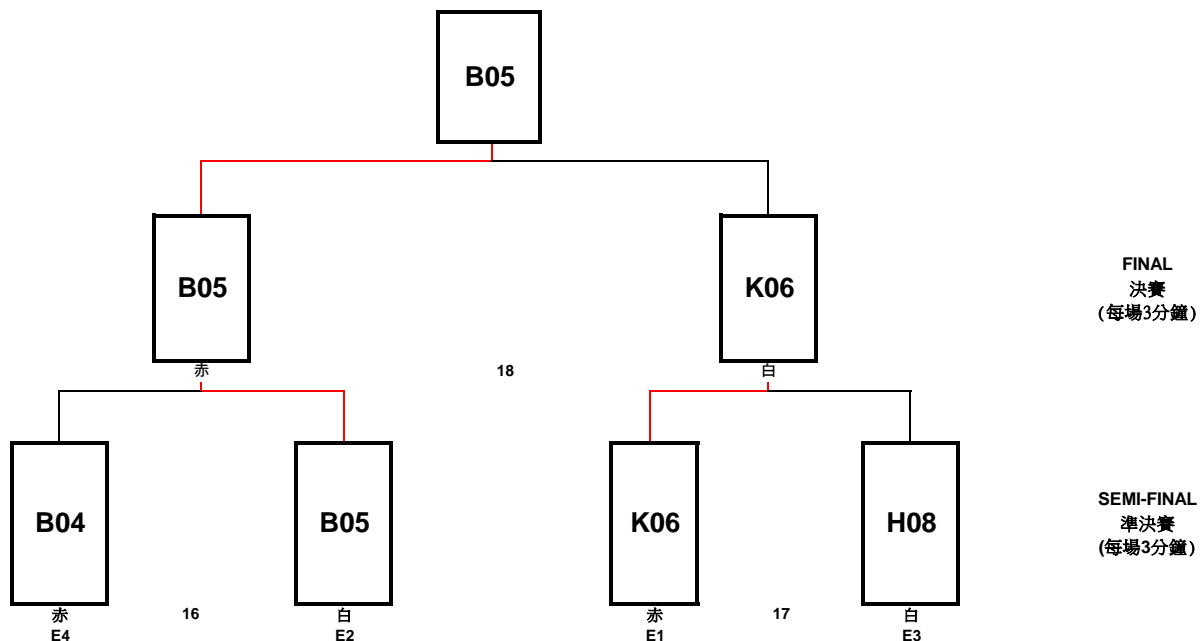 B05
B05
K06
FINAL
決賽
(每場3分鐘)
赤
18
白
B04
B05
K06
H08
SEMI-FINAL
準決賽
(每場3分鐘)
赤
16
白
赤
17
白
E4
E2
E1
E3